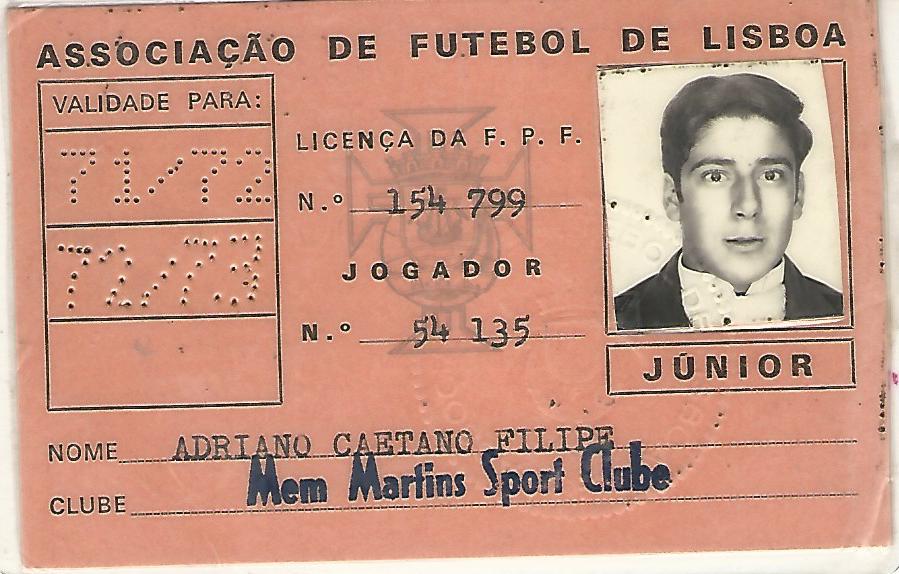 ASSOCIAÇÃO DE FUTEBOL DE LISBOA
VALIDADE PARA:
71/72
72/73
LICENÇA DA F. P. F.
N.º 154 799
JOGADOR
N.º 54 135
JÚNIOR
NOME ADRIANO CAETANO FILIPE
CLUBE Mem Martins Sport Clube